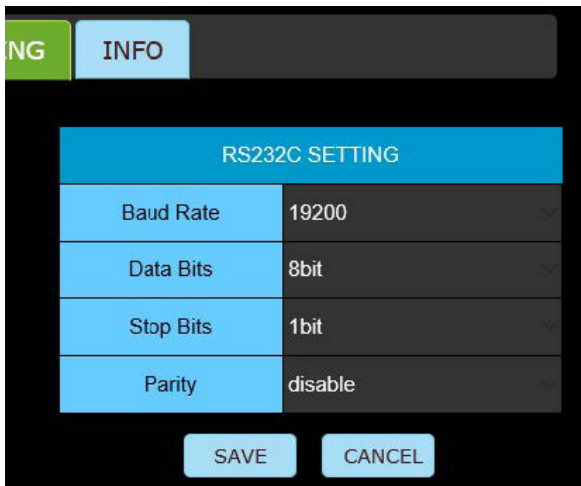 NG INFO
RS232C SETTING
Baud Rate 19200
Data Bits 8bit
Stop Bits 1bit
Parity disable
SAVE CANCEL